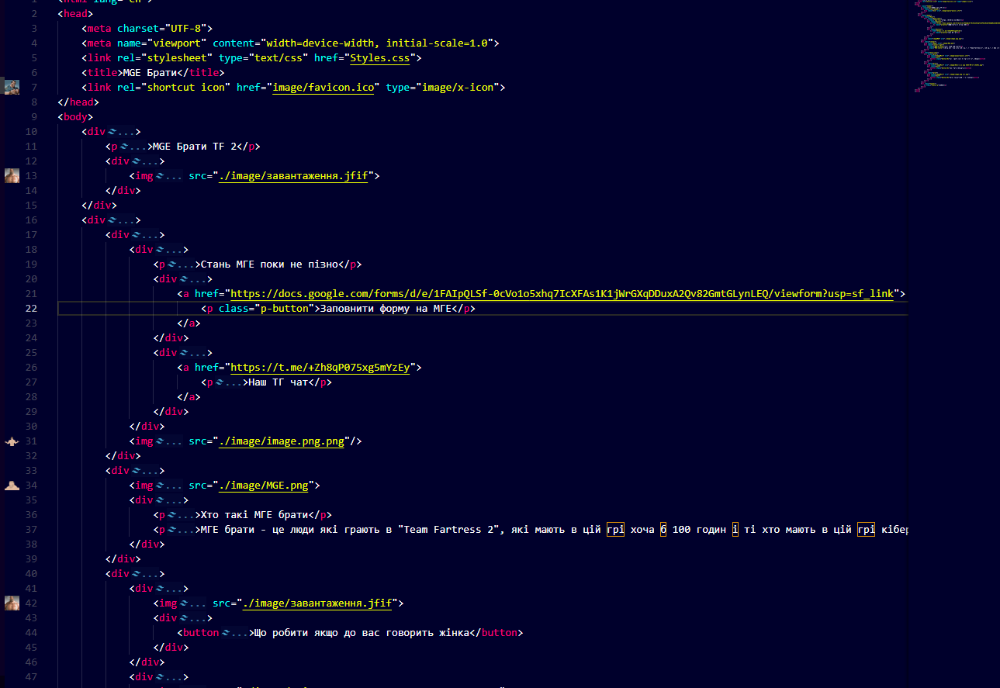 1 <html lang="en">
2 <head>
3 <meta charset="UTF-8">
4 <meta name="viewport" content="width=device-width, initial-scale=1.0">
5 <link rel="stylesheet" type="text/css" href="Styles.css">
6 <title>MGE Брати</title>
7 <link rel="shortcut icon" href="image/favicon.ico" type="image/x-icon">
8 </head>
9 <body>
10 <div ...>
11 <p ...>MGE Брати TF 2</p>
12 <div ...>
13 <img ... src="./image/завантаження.jfif">
14 </div>
15 </div>
16 <div ...>
17 <div ...>
18 <div ...>
19 <p ...>Стань МГЕ поки не пізно</p>
20 <div ...>
21 <a href="https://docs.google.com/forms/d/e/1FAIpQLSf-0cVo1o5xhq7IcXFAs1K1jWrGXqDDuxA2Qv82GmtGLynLEQ/viewform?usp=sf_link">
22 <p class="p-button">Заповнити форму на МГЕ</p>
23 </a>
24 </div>
25 <div ...>
26 <a href="https://t.me/+Zh8qP075xg5mYzEy">
27 <p ...>Наш ТГ чат</p>
28 </a>
29 </div>
30 </div>
31 <img ... src="./image/image.png.png"/>
32 </div>
33 <div ...>
34 <img ... src="./image/MGE.png">
35 <div ...>
36 <p ...>Хто такі МГЕ брати</p>
37 <p ...>МГЕ брати - це люди які грають в "Team Fartress 2", які мають в цій грі хоча б 100 годин і ті хто мають в цій грі кібер
38 </div>
39 </div>
40 <div ...>
41 <div ...>
42 <img ... src="./image/завантаження.jfif">
43 <div ...>
44 <button ...>Що робити якщо до вас говорить жінка</button>
45 </div>
46 </div>
47 <div ...>